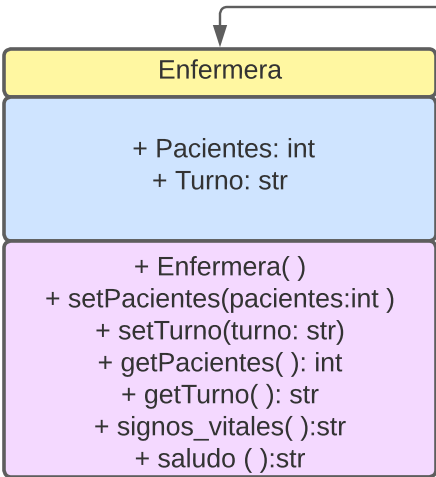 Enfermera
+ Pacientes: int
+ Turno: str
+ Enfermera( )
+ setPacientes(pacientes:int )
+ setTurno(turno: str)
+ getPacientes( ): int
+ getTurno( ): str
+ signos_vitales( ):str
+ saludo ( ):str